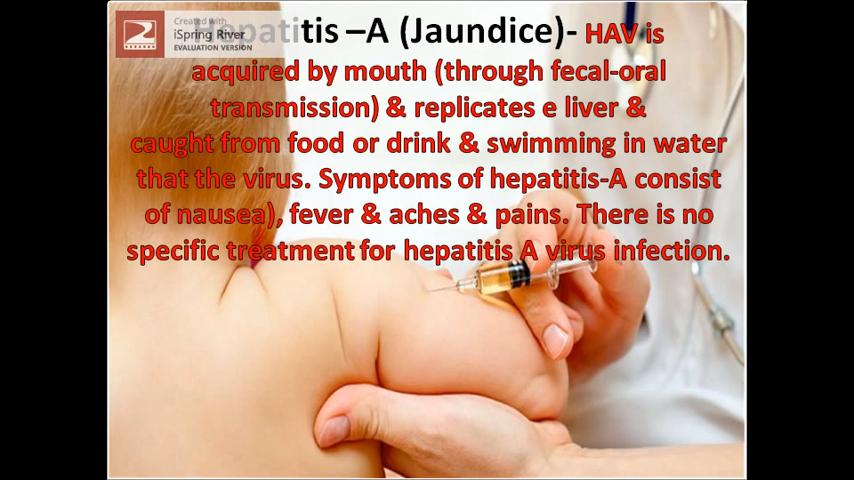 Created with
iSpring River
EVALUATION VERSION
Hepatitis –A (Jaundice)- HAV is
acquired by mouth (through fecal-oral
transmission) & replicates e liver &
caught from food or drink & swimming in water
that the virus. Symptoms of hepatitis-A consist
of nausea), fever & aches & pains. There is no
specific treatment for hepatitis A virus infection.